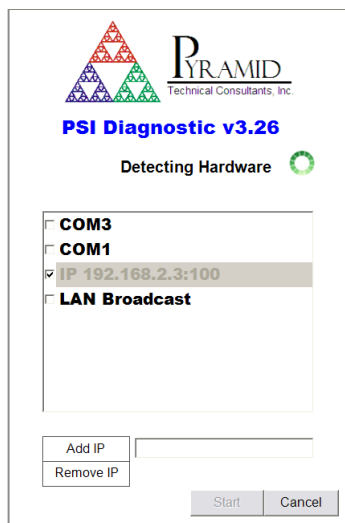 PYRAMID
Technical Consultants, Inc.
PSI Diagnostic v3.26
Detecting Hardware
COM3
COM1
IP 192.168.2.3:100
LAN Broadcast
Add IP
Remove IP
Start Cancel